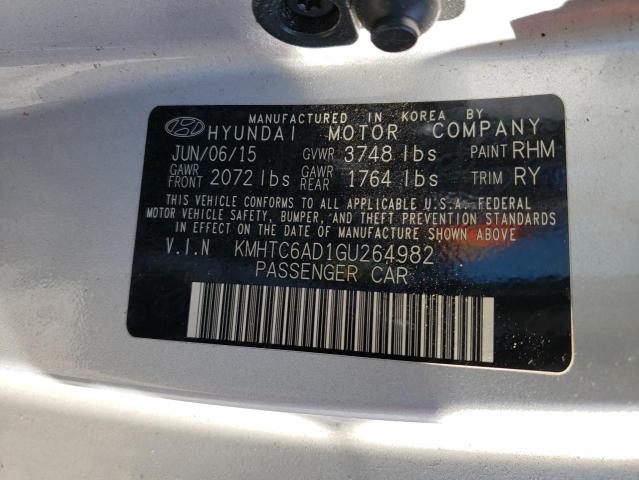 MANUFACTURED IN KOREA BY
HYUNDAI MOTOR COMPANY
JUN/06/15 GVWR 3748 lbs PAINT RHM
GAWR FRONT 2072 lbs GAWR REAR 1764 lbs TRIM RY
THIS VEHICLE CONFORMS TO ALL APPLICABLE U.S.A. FEDERAL
MOTOR VEHICLE SAFETY, BUMPER, AND THEFT PREVENTION STANDARDS
IN EFFECT ON THE DATE OF MANUFACTURE SHOWN ABOVE
V.I.N KMHTC6AD1GU264982
PASSENGER CAR